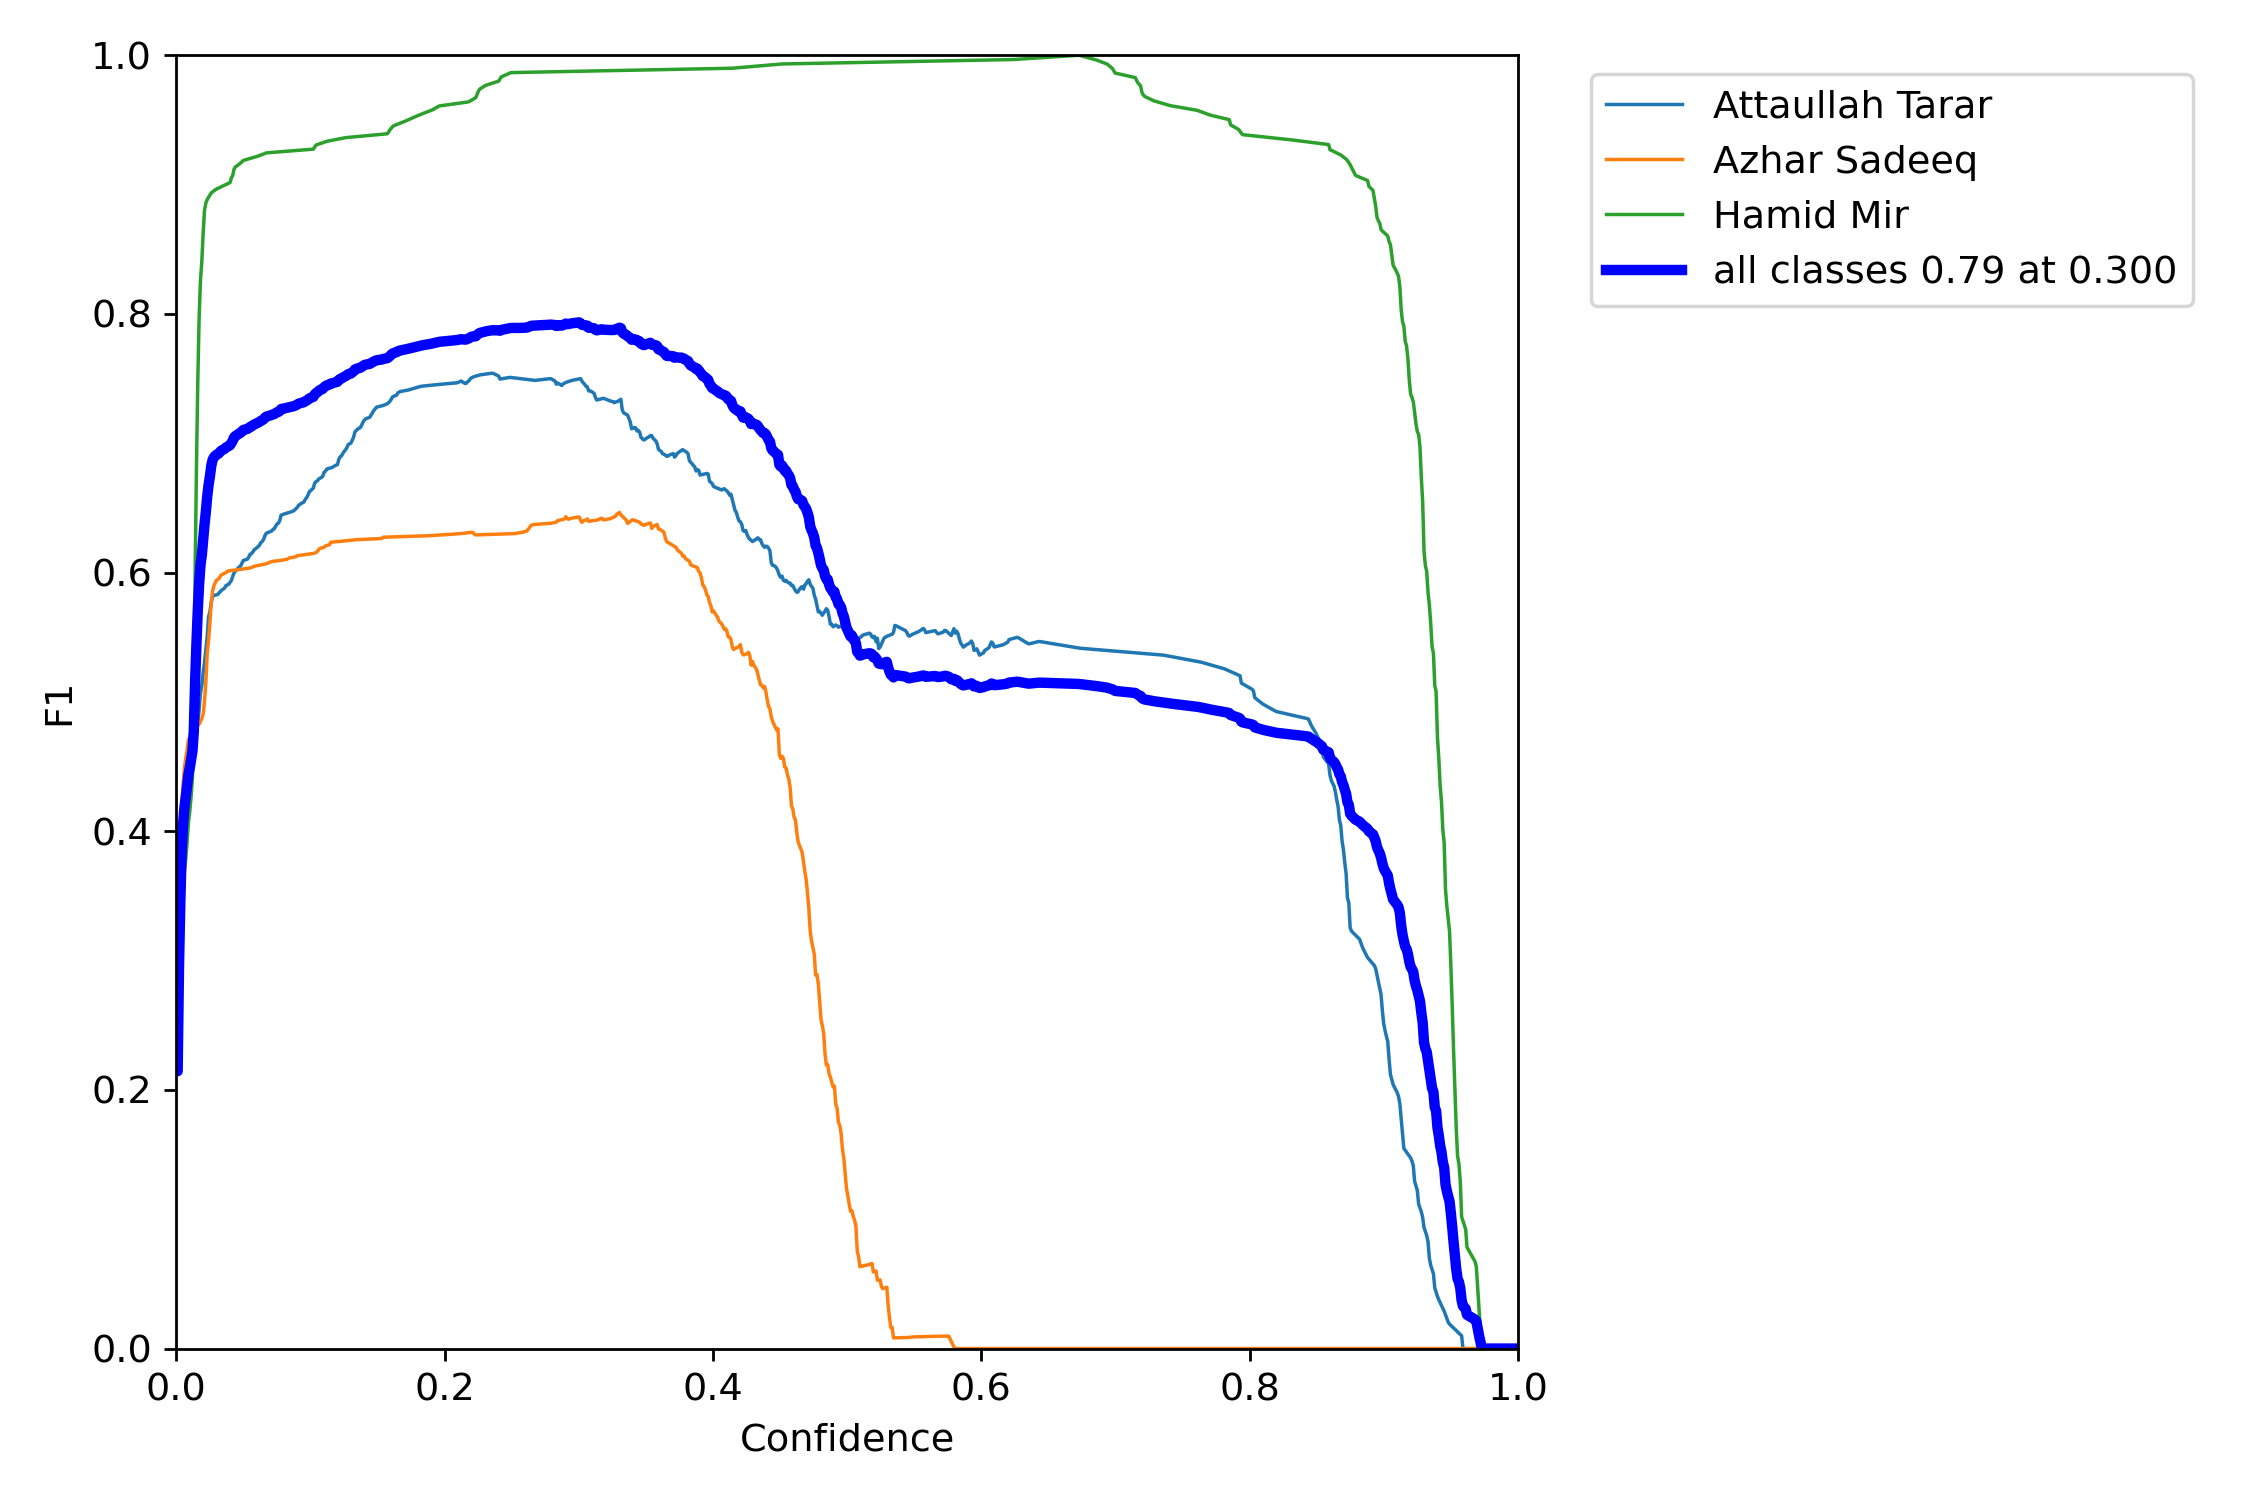 1.0
0.8
0.6
0.4
0.2
0.0
F1
0.0 0.2 0.4 0.6 0.8 1.0
Confidence
Attaullah Tarar
Azhar Sadeeq
Hamid Mir
all classes 0.79 at 0.300